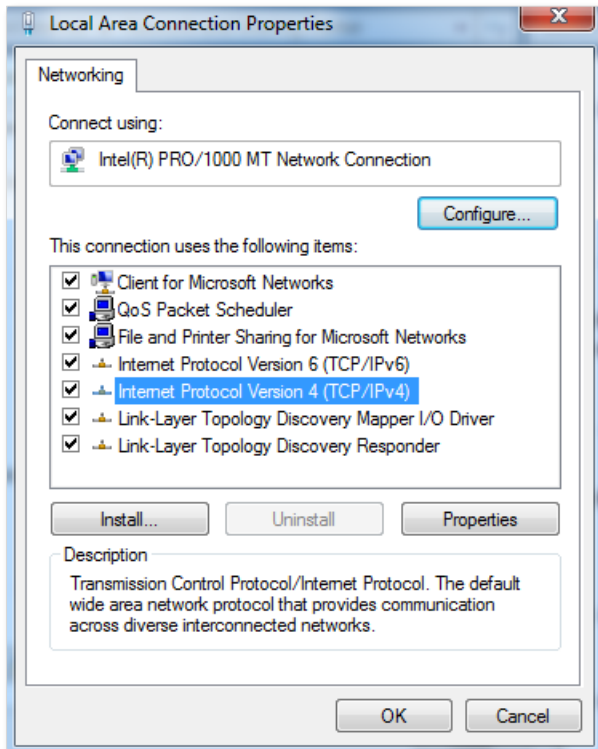 Local Area Connection Properties
Networking
Connect using:
Intel(R) PRO/1000 MT Network Connection
Configure...
This connection uses the following items:
Client for Microsoft Networks
QoS Packet Scheduler
File and Printer Sharing for Microsoft Networks
Internet Protocol Version 6 (TCP/IPv6)
Internet Protocol Version 4 (TCP/IPv4)
Link-Layer Topology Discovery Mapper I/O Driver
Link-Layer Topology Discovery Responder
Install... Uninstall Properties
Description
Transmission Control Protocol/Internet Protocol. The default
wide area network protocol that provides communication
across diverse interconnected networks.
OK Cancel